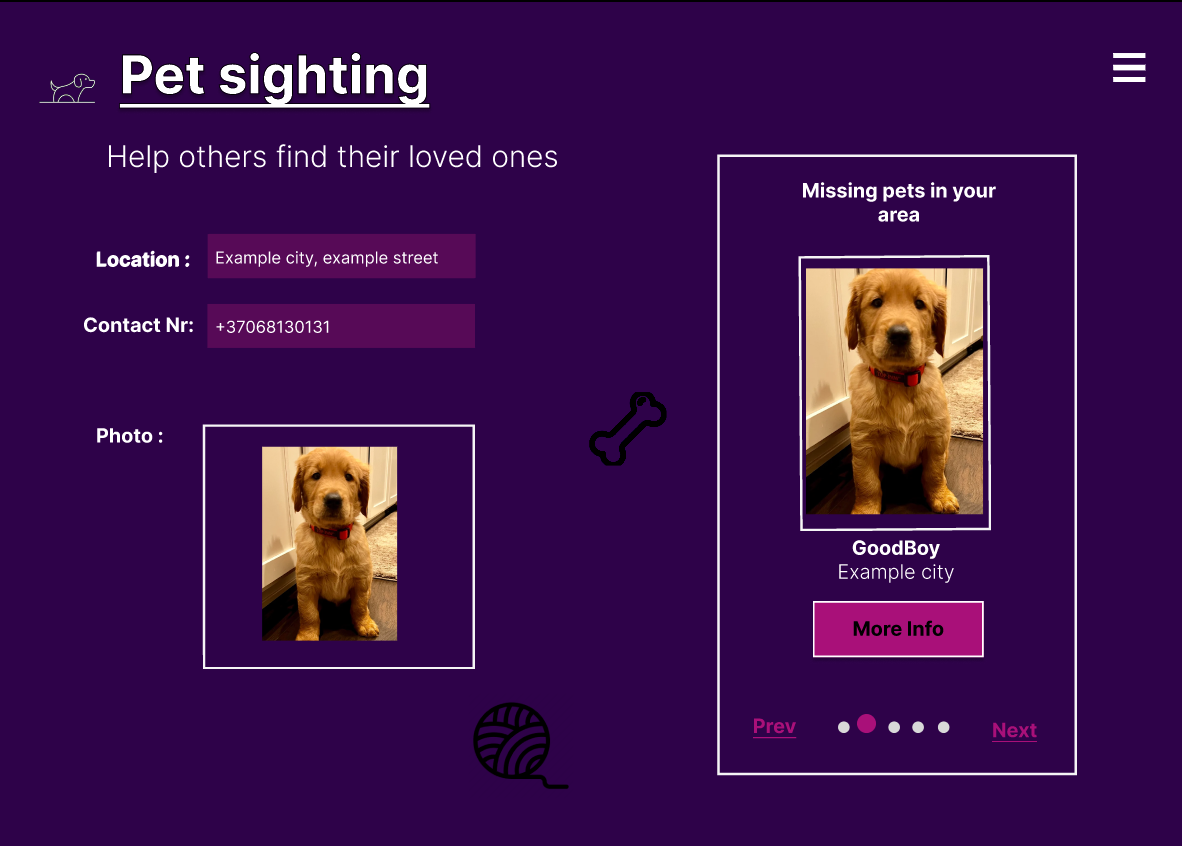 Pet sighting
Help others find their loved ones
Location :
Example city, example street
Contact Nr:
+37068130131
Photo :
Missing pets in your
area
GoodBoy
Example city
More Info
Prev
Next